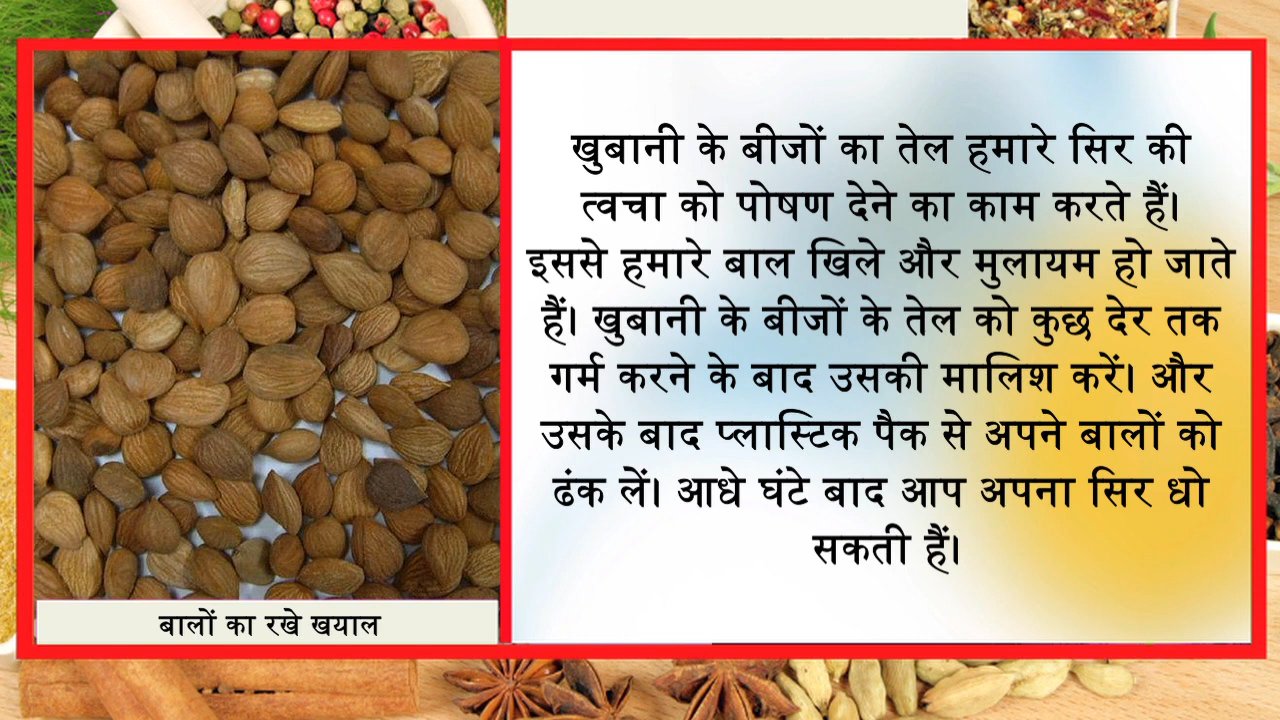 खुबानी के बीजों का तेल हमारे सिर की
त्वचा को पोषण देने का काम करते हैं।
इससे हमारे बाल खिले और मुलायम हो जाते
हैं। खुबानी के बीजों के तेल को कुछ देर तक
गर्म करने के बाद उसकी मालिश करें। और
उसके बाद प्लास्टिक पैक से अपने बालों को
ढंक लें। आधे घंटे बाद आप अपना सिर धो
सकती हैं।
बालों का रखे खयाल